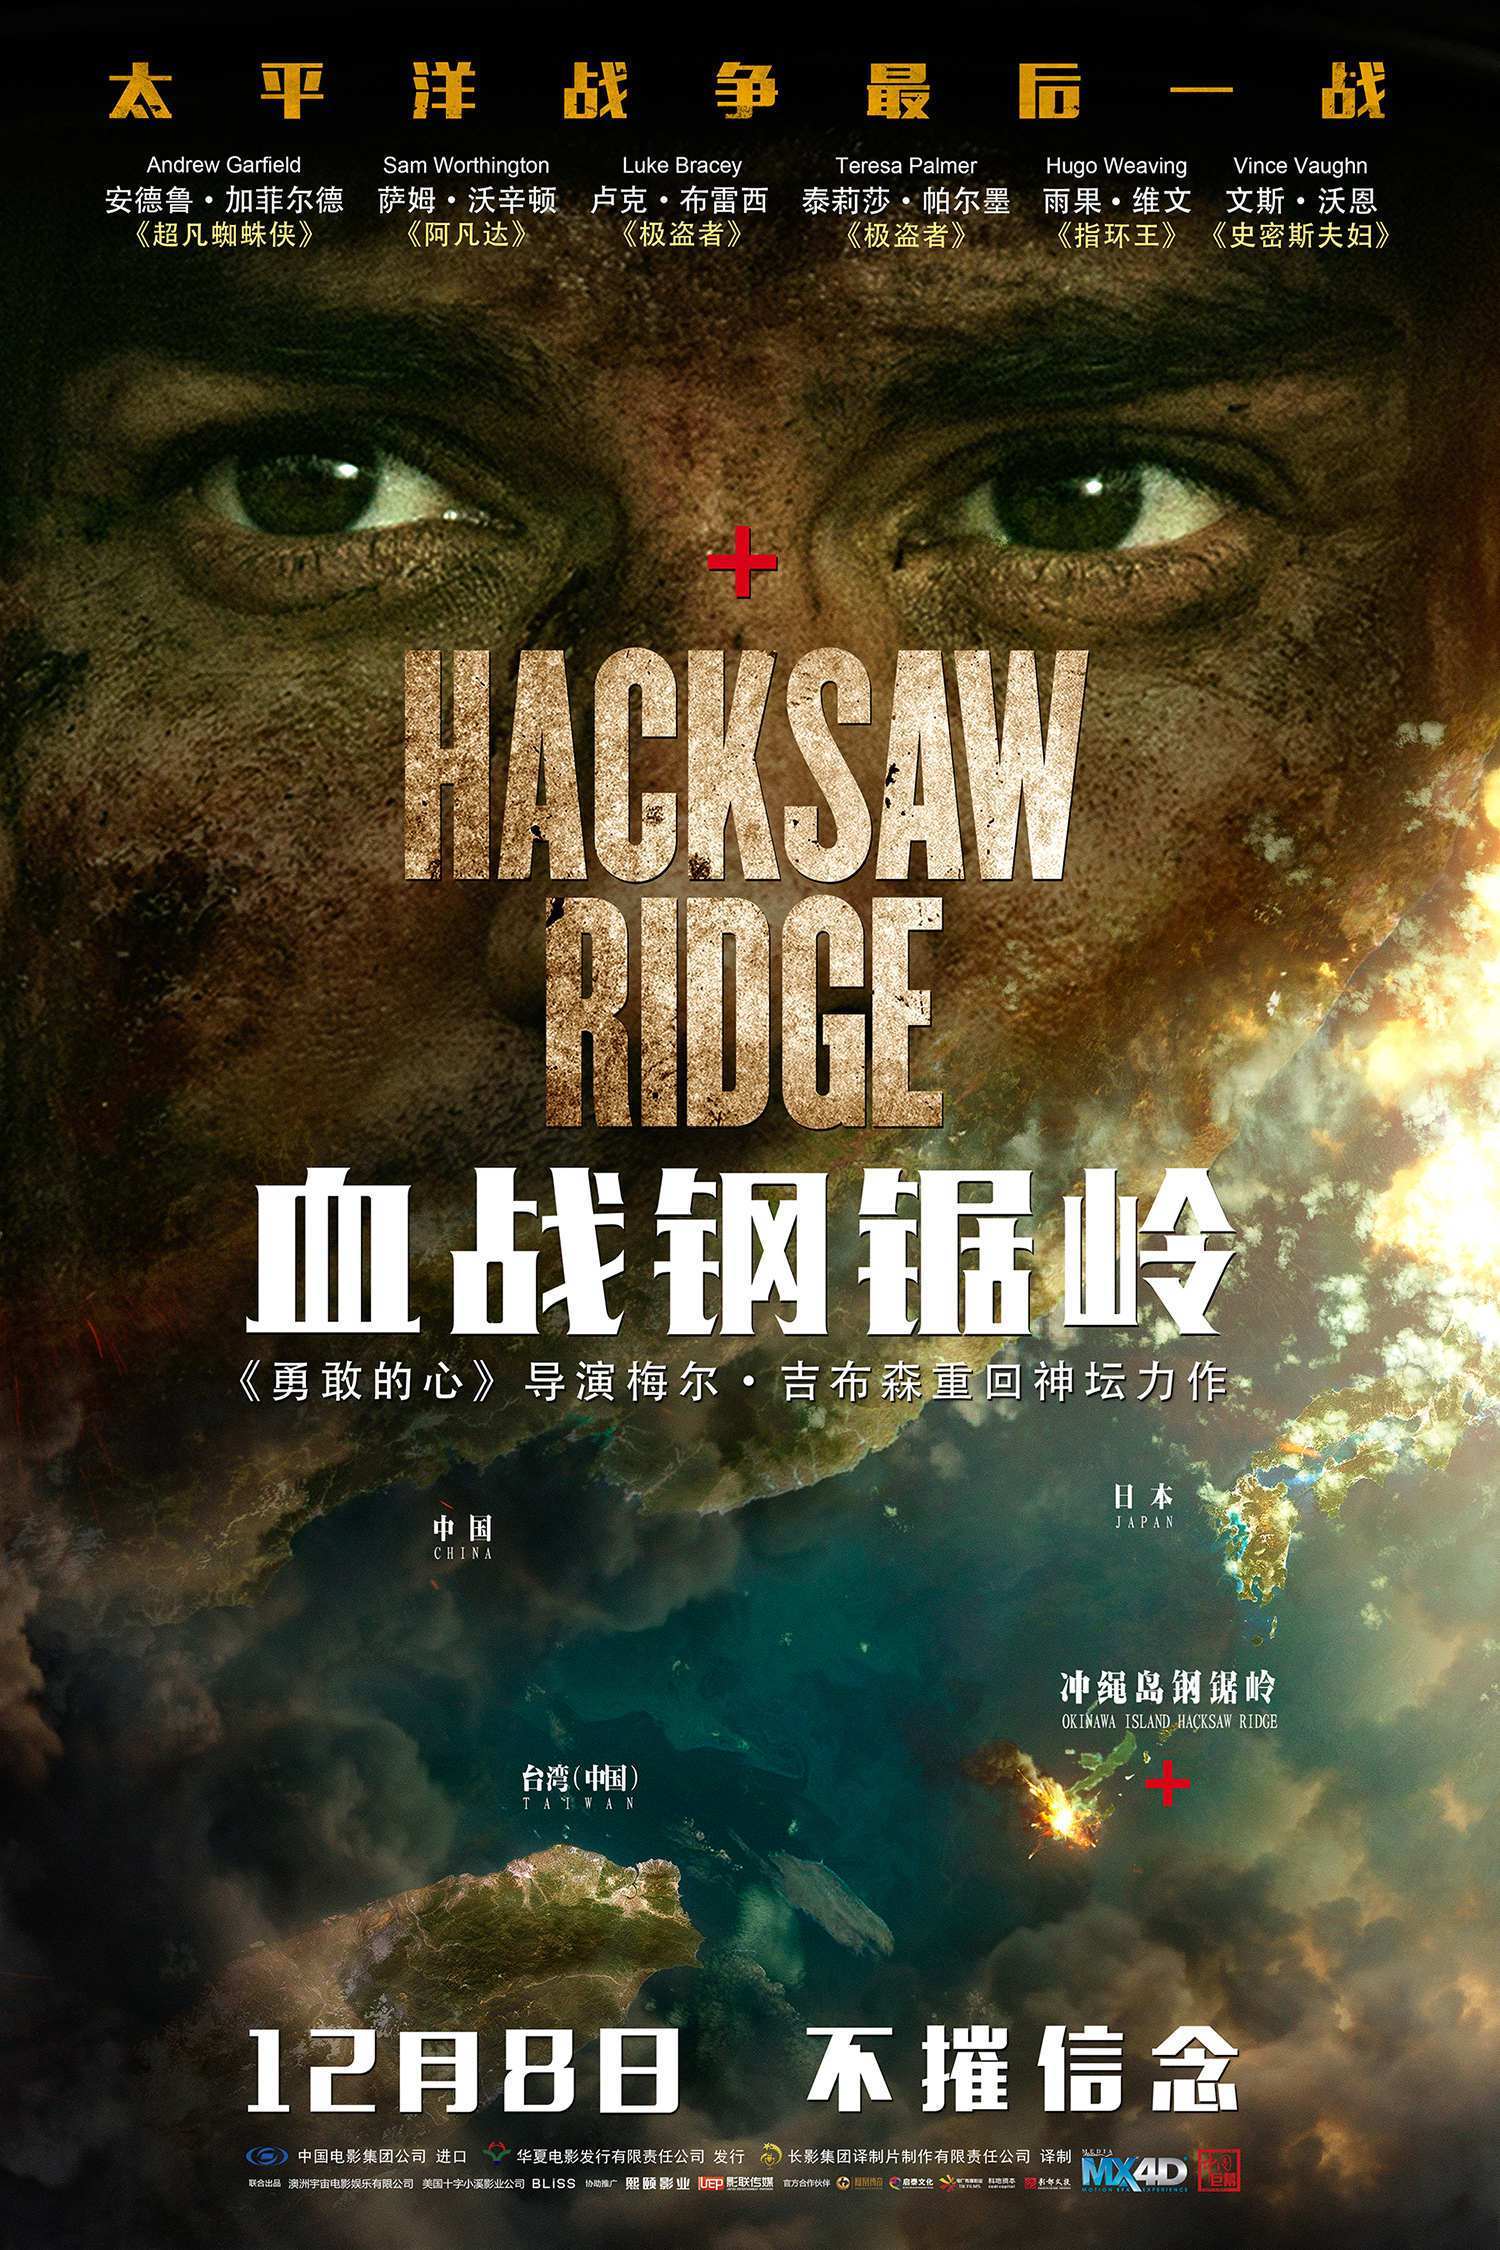 太平洋战争最后一战
Andrew Garfield Sam Worthington Luke Bracey Teresa Palmer Hugo Weaving Vince Vaughn
安德鲁·加菲尔德 萨姆·沃辛顿 卢克·布雷西 泰莉莎·帕尔墨 雨果·维文 文斯·沃恩
《超凡蜘蛛侠》 《阿凡达》 《极盗者》 《极盗者》 《指环王》 《史密斯夫妇》
HACKSAW
RIDGE
血战钢锯岭
《勇敢的心》导演梅尔·吉布森重回神坛力作
日本
JAPAN
中国
CHINA
冲绳岛钢锯岭
OKINAWA ISLAND HACKSAW RIDGE
台湾(中国)
TAIWAN
12月8日 不摧信念
中国电影集团公司 进口 华夏电影发行有限责任公司 发行 长影集团译制片制作有限责任公司 译制
联合出品 澳洲宇宙电影娱乐有限公司 美国十字小溪影业公司 BLISS 协助推广 熙颐影业 影联传媒 官方合作伙伴 启泰文化
MX4D
MOTION EFX EXPERIENCE
中国巨幕